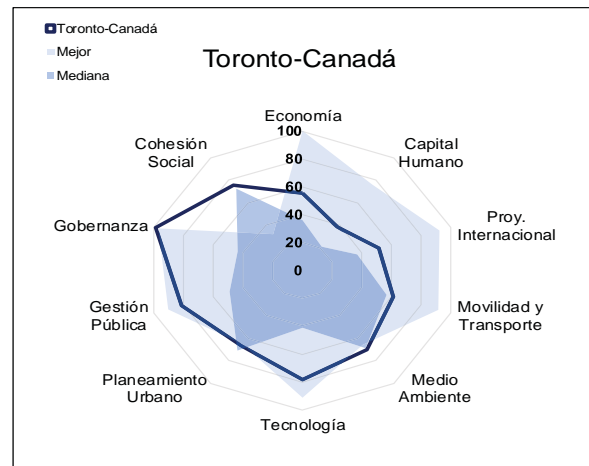 Toronto-Canadá
Mejor
Mediana
Toronto-Canadá
Economía
Capital
Humano
Proy.
Internacional
Movilidad y
Transporte
Medio
Ambiente
Tecnología
Planeamiento
Urbano
Gestión
Pública
Gobernanza
Cohesión
Social
100
80
60
40
20
0